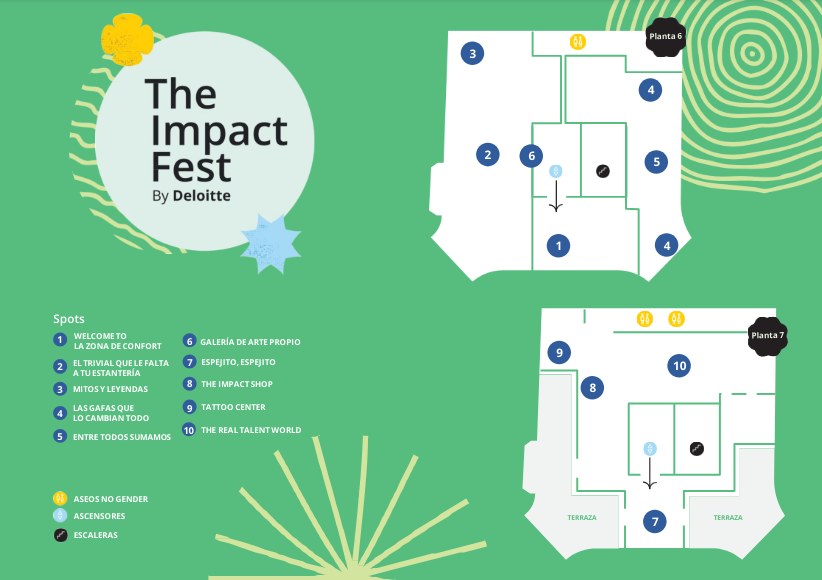 The
Impact
Fest
By Deloitte
Planta 6
3
4
2
6
5
1
4
Spots
1 WELCOME TO
LA ZONA DE CONFORT
2 EL TRIVIAL QUE LE FALTA
A TU ESTANTERÍA
3 MITOS Y LEYENDAS
4 LAS GAFAS QUE
LO CAMBIAN TODO
5 ENTRE TODOS SUMAMOS
6 GALERÍA DE ARTE PROPIO
7 ESPEJITO, ESPEJITO
8 THE IMPACT SHOP
9 TATTOO CENTER
10 THE REAL TALENT WORLD
ASEOS NO GENDER
ASCENSORES
ESCALERAS
Planta 7
9
10
8
7
TERRAZA
TERRAZA